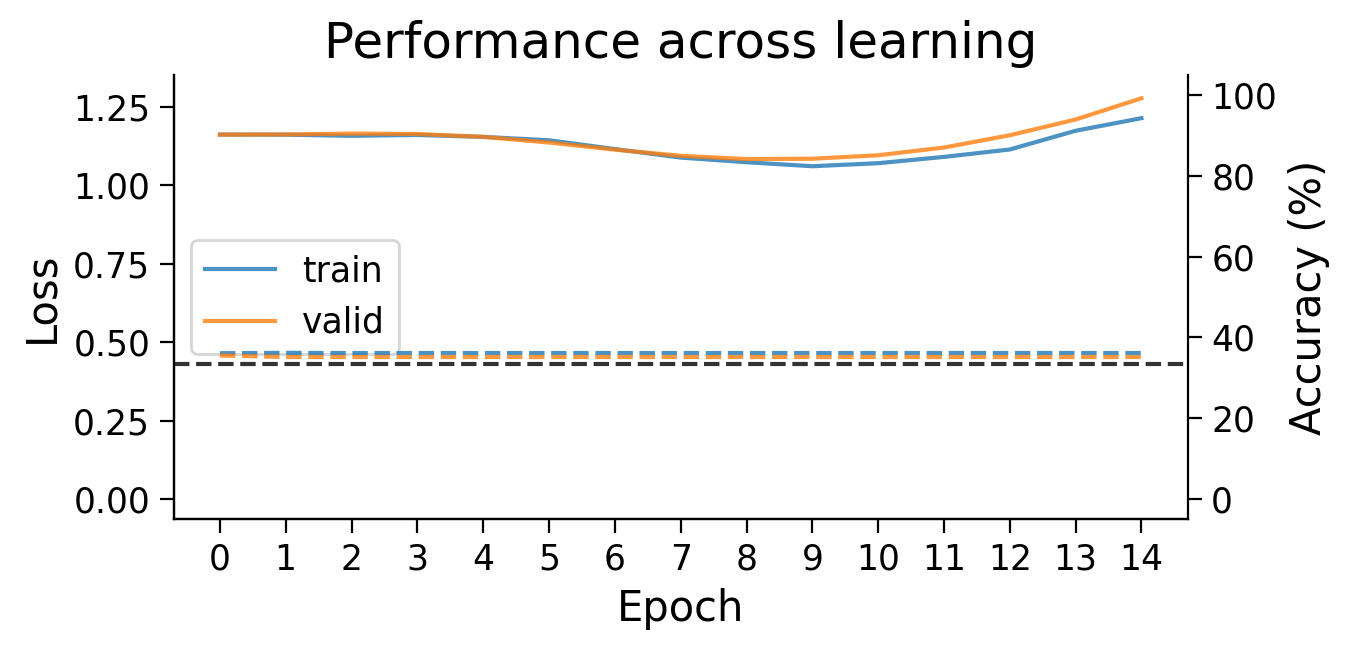 Performance across learning
Loss
1.25
1.00
0.75
0.50
0.25
0.00
train
valid
100
80
60
40
20
0
Accuracy (%)
0 1 2 3 4 5 6 7 8 9 10 11 12 13 14
Epoch